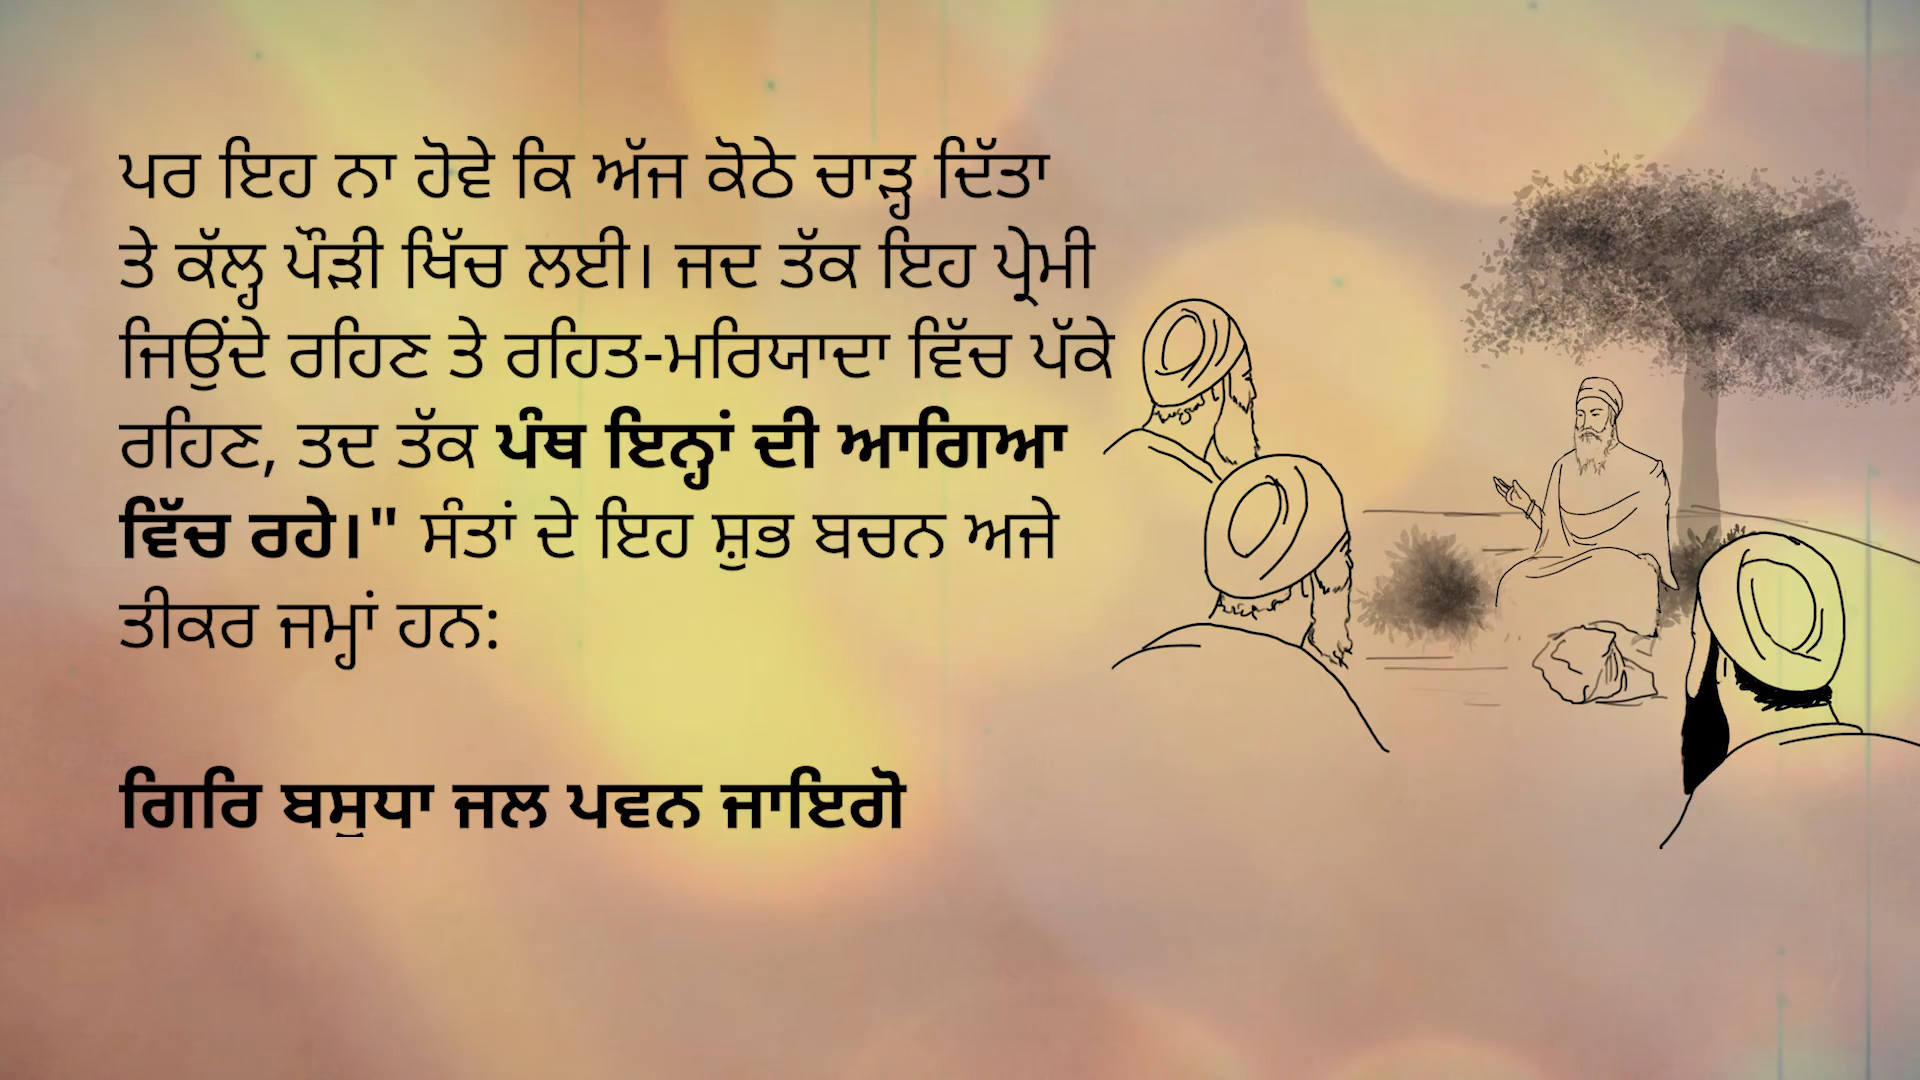 ਪਰ ਇਹ ਨਾ ਹੋਵੇ ਕਿ ਅੱਜ ਕੋਠੇ ਚਾੜ੍ਹ ਦਿੱਤਾ
ਤੇ ਕੱਲ੍ਹ ਪੌੜੀ ਖਿੱਚ ਲਈ। ਜਦ ਤੱਕ ਇਹ ਪ੍ਰੇਮੀ
ਜਿਉਂਦੇ ਰਹਿਣ ਤੇ ਰਹਿਤ-ਮਰਿਯਾਦਾ ਵਿੱਚ ਪੱਕੇ
ਰਹਿਣ, ਤਦ ਤੱਕ ਪੰਥ ਇਨ੍ਹਾਂ ਦੀ ਆਗਿਆ
ਵਿੱਚ ਰਹੇ।" ਸੰਤਾਂ ਦੇ ਇਹ ਸ਼ੁਭ ਬਚਨ ਅਜੇ
ਤੀਕਰ ਜਮ੍ਹਾਂ ਹਨ:
ਗਿਰਿ ਬਸੁਧਾ ਜਲ ਪਵਨ ਜਾਇਗੋ